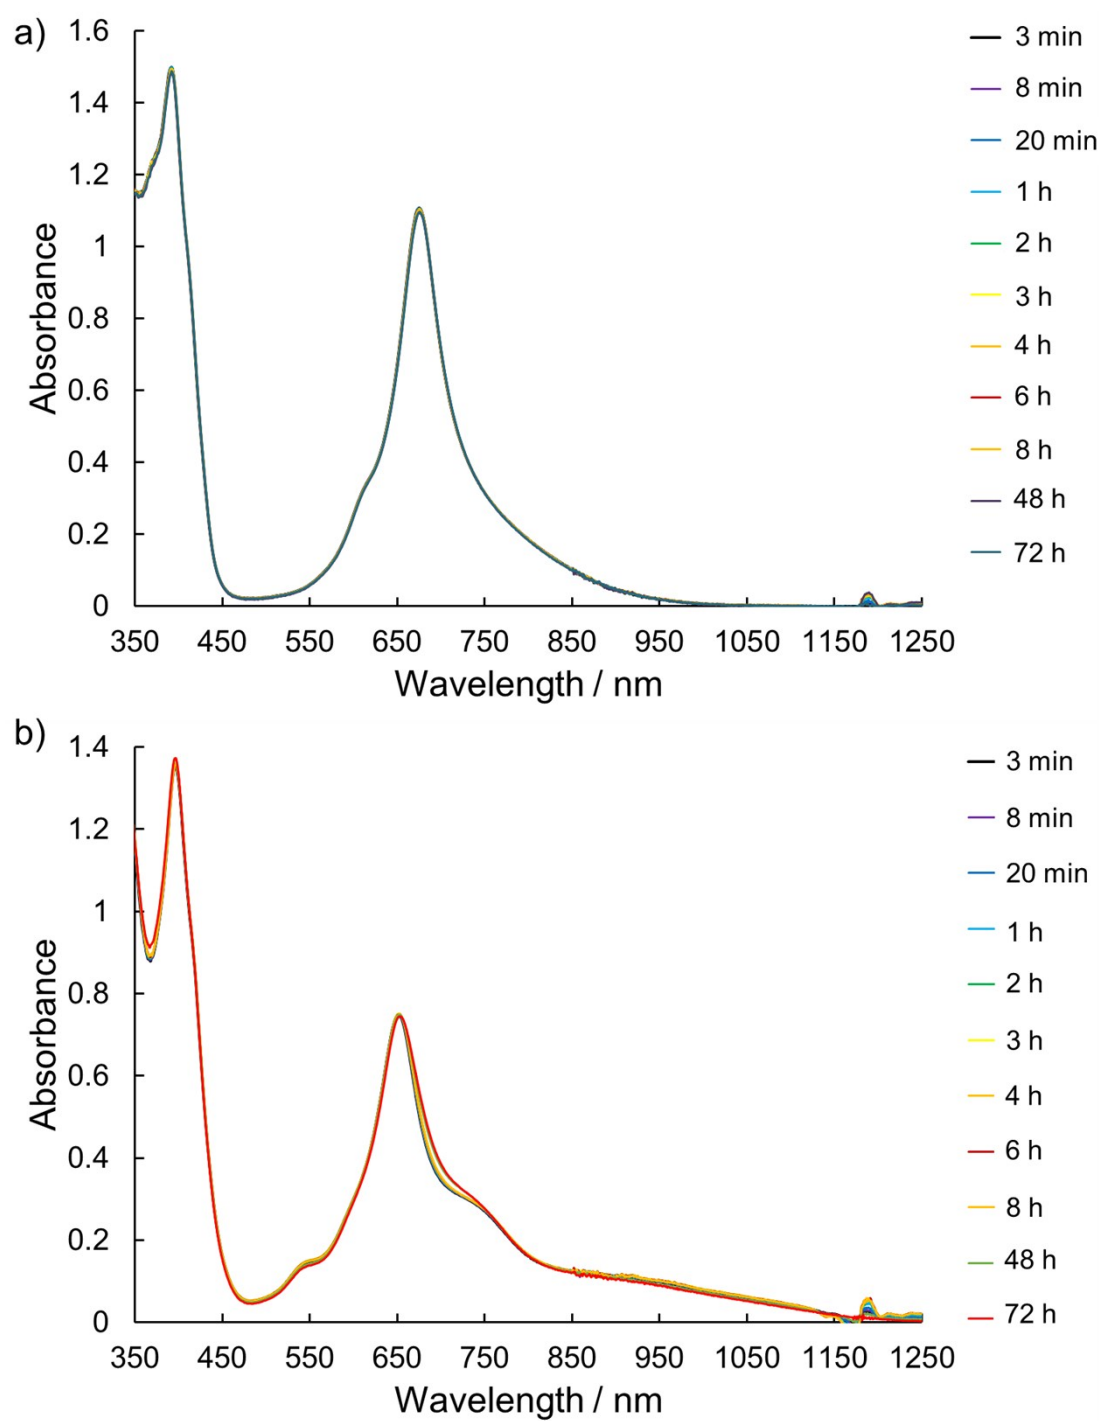 a)
1.6
1.4
1.2
1
0.8
0.6
0.4
0.2
0
Absorbance
350 450 550 650 750 850 950 1050 1150 1250
Wavelength / nm
3 min
8 min
20 min
1 h
2 h
3 h
4 h
6 h
8 h
48 h
72 h
b)
1.4
1.2
1
0.8
0.6
0.4
0.2
0
Absorbance
350 450 550 650 750 850 950 1050 1150 1250
Wavelength / nm
3 min
8 min
20 min
1 h
2 h
3 h
4 h
6 h
8 h
48 h
72 h